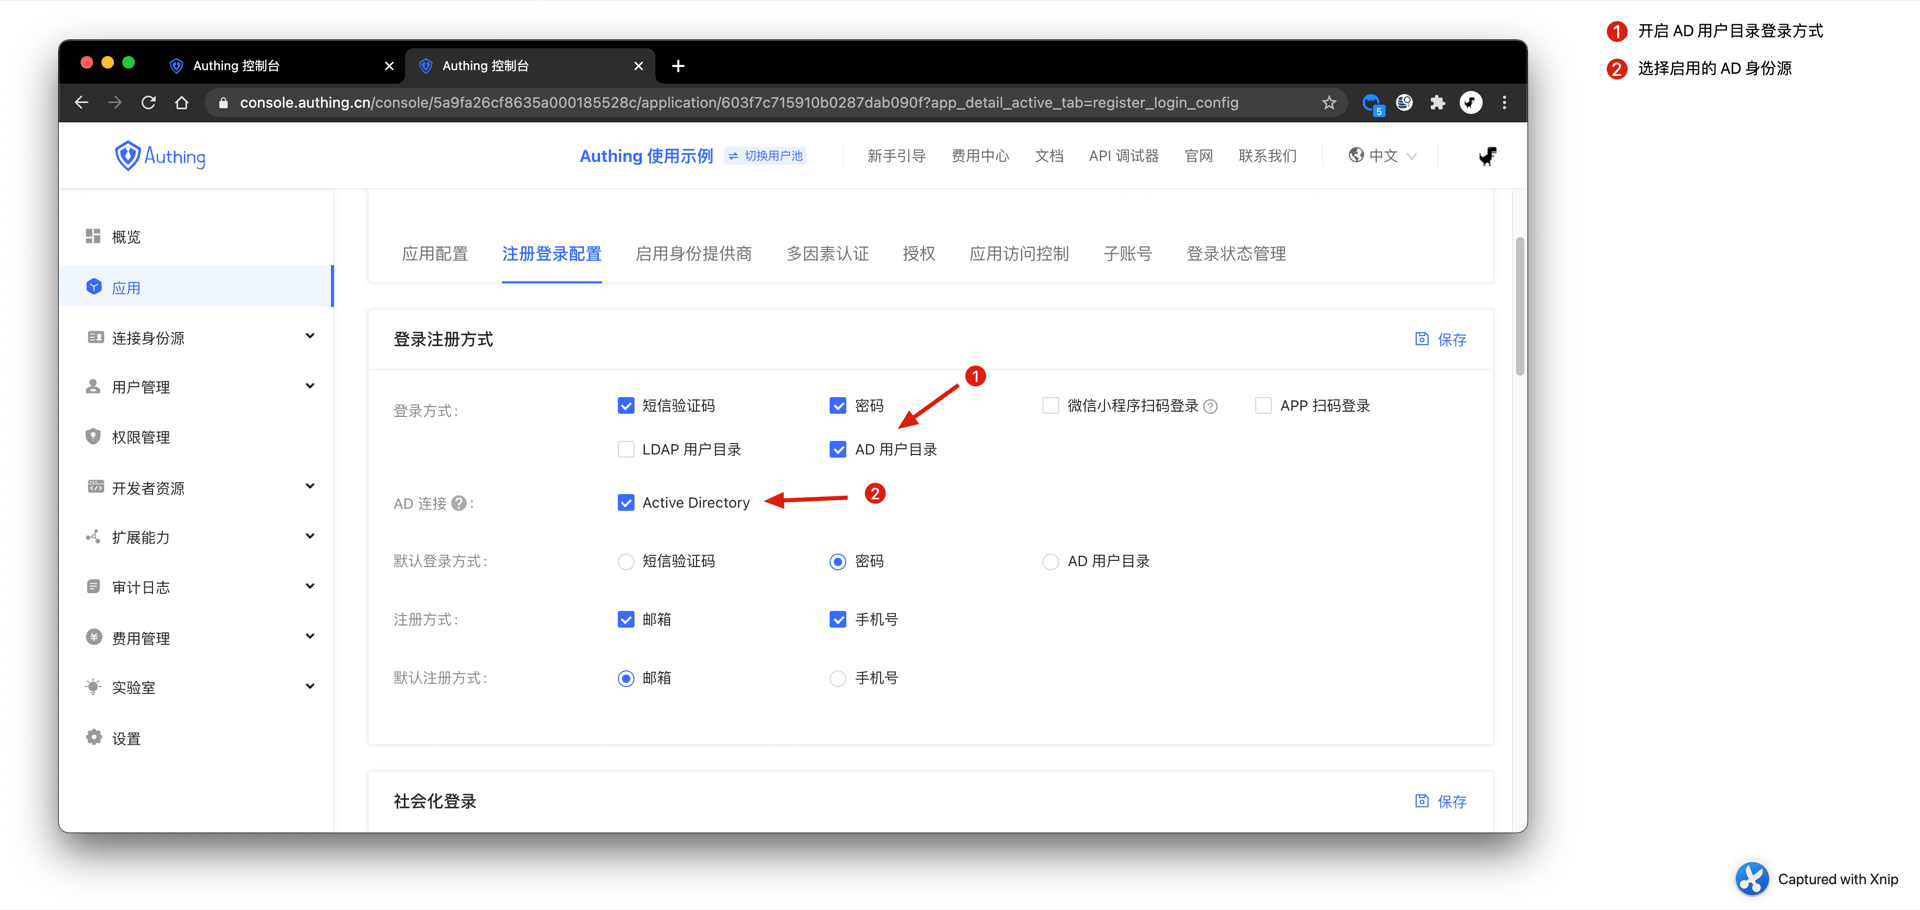 1 开启 AD 用户目录登录方式
2 选择启用的 AD 身份源
Authing 控制台
Authing 控制台
console.authing.cn/console/5a9fa26cf8635a000185528c/application/603f7c715910b0287dab090f?app_detail_active_tab=register_login_config
5
Authing
Authing 使用示例 切换用户池 新手引导 费用中心 文档 API 调试器 官网 联系我们 中文
概览
应用
连接身份源
用户管理
权限管理
开发者资源
扩展能力
审计日志
费用管理
实验室
设置
应用配置 注册登录配置 启用身份提供商 多因素认证 授权 应用访问控制 子账号 登录状态管理
登录注册方式 保存
1
登录方式: 短信验证码 密码 微信小程序扫码登录 ? APP 扫码登录
LDAP 用户目录 AD 用户目录
AD 连接 ? : Active Directory 2
默认登录方式: 短信验证码 密码 AD 用户目录
注册方式: 邮箱 手机号
默认注册方式: 邮箱 手机号
社会化登录 保存
Captured with Xnip